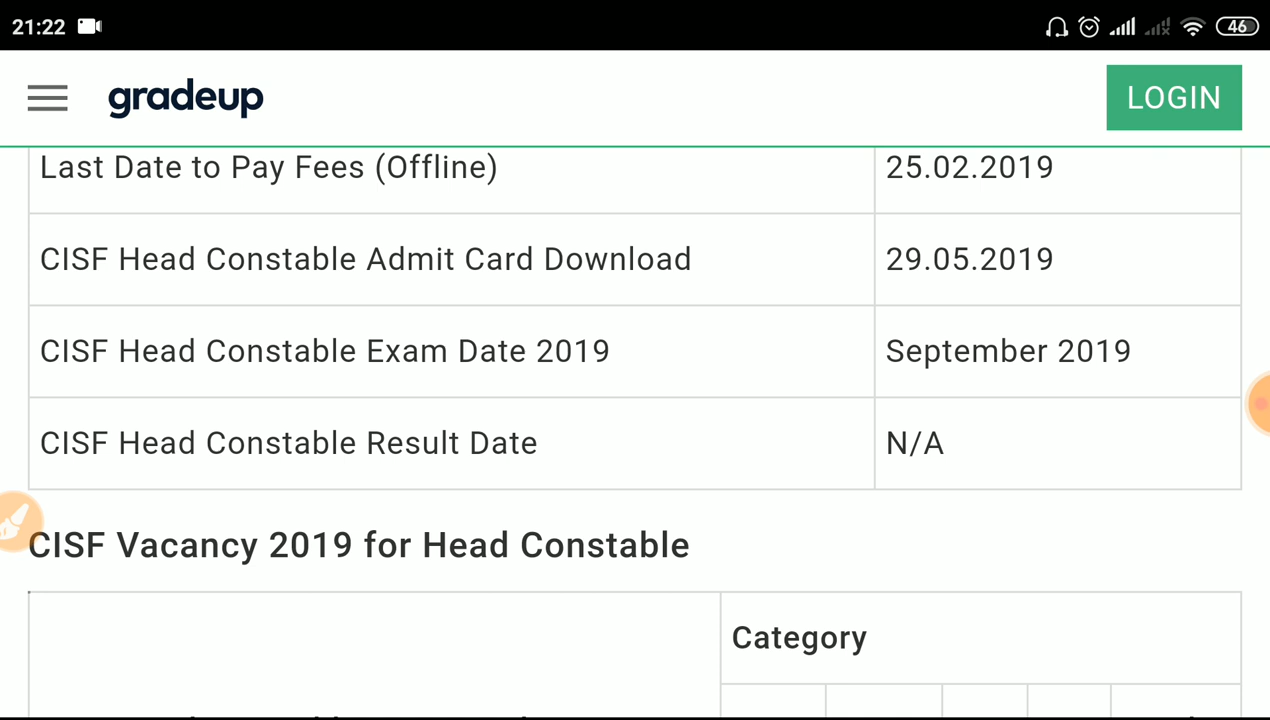 21:22 46
gradeup LOGIN
Last Date to Pay Fees (Offline) 25.02.2019
CISF Head Constable Admit Card Download 29.05.2019
CISF Head Constable Exam Date 2019 September 2019
CISF Head Constable Result Date N/A
CISF Vacancy 2019 for Head Constable
Category